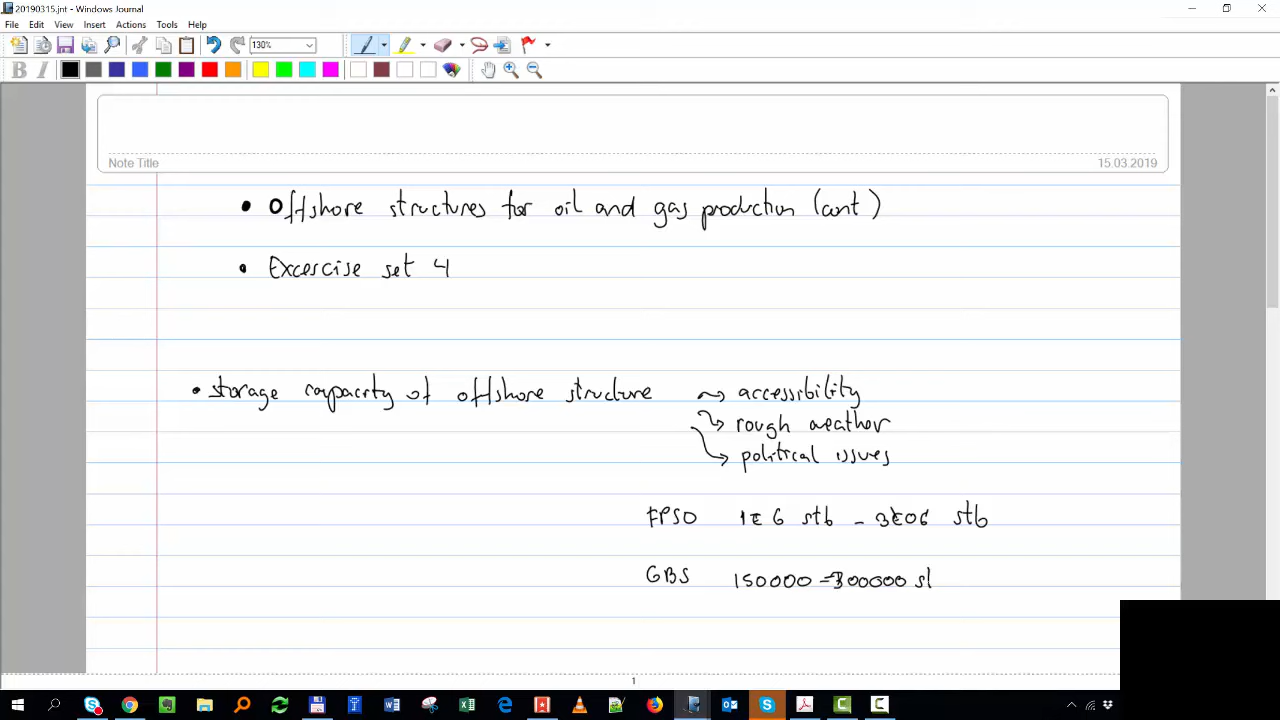 20190315.jnt - Windows Journal
File Edit View Insert Actions Tools Help
130%
B I
Note Title
15.03.2019
• Offshore structures for oil and gas production (cont)
• Excercise set 4
• storage capacity of offshore structure
accessibility
rough weather
political issues
FPSO 1E6 stb - 3E06 stb
GBS 150000 - 300000 st
1